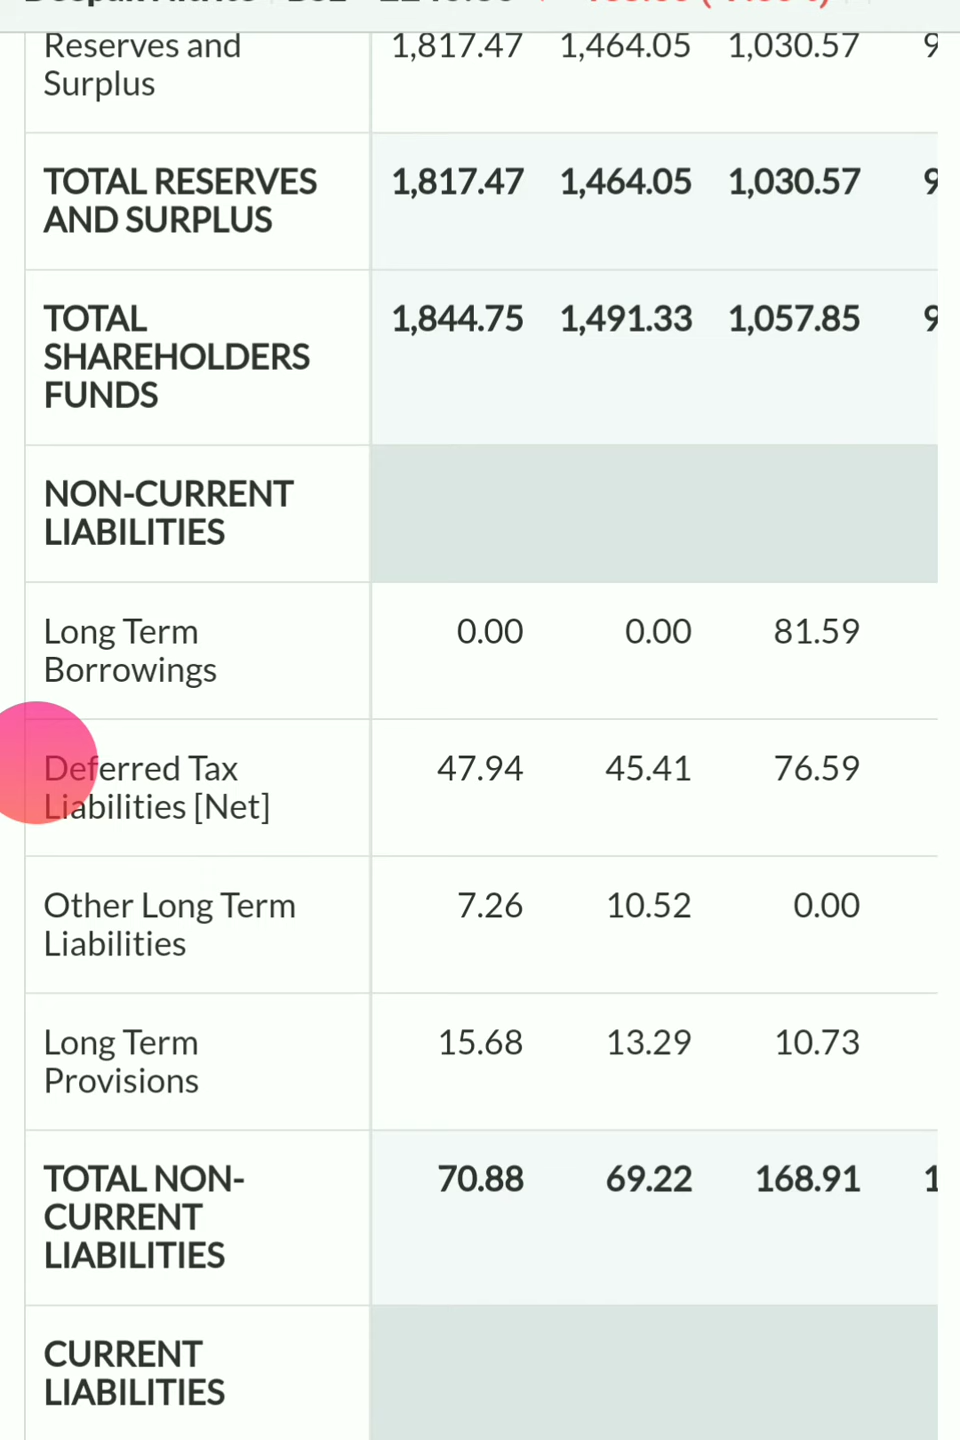 Reserves and 1,817.47 1,464.05 1,030.57 9
Surplus
TOTAL RESERVES 1,817.47 1,464.05 1,030.57 9
AND SURPLUS
TOTAL 1,844.75 1,491.33 1,057.85 9
SHAREHOLDERS
FUNDS
NON-CURRENT
LIABILITIES
Long Term 0.00 0.00 81.59
Borrowings
Deferred Tax 47.94 45.41 76.59
Liabilities [Net]
Other Long Term 7.26 10.52 0.00
Liabilities
Long Term 15.68 13.29 10.73
Provisions
TOTAL NON- 70.88 69.22 168.91 1
CURRENT
LIABILITIES
CURRENT
LIABILITIES